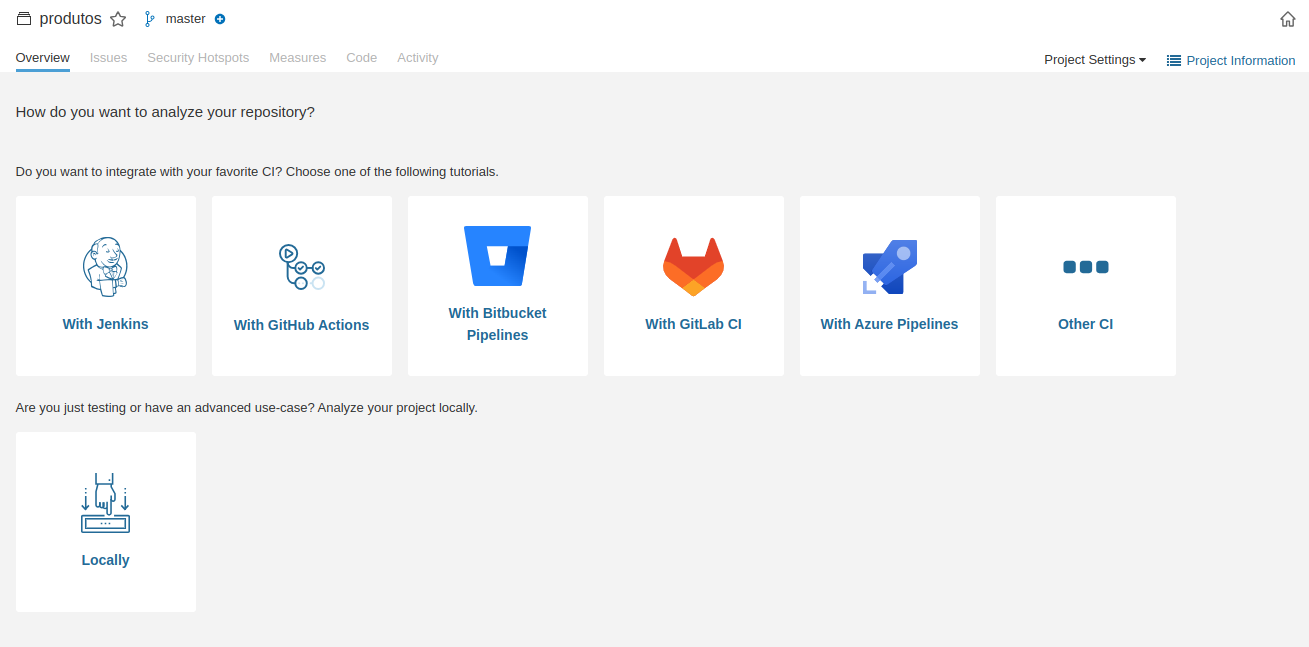 produtos master
Overview Issues Security Hotspots Measures Code Activity Project Settings Project Information
How do you want to analyze your repository?
Do you want to integrate with your favorite CI? Choose one of the following tutorials.
With Jenkins
With GitHub Actions
With Bitbucket
Pipelines
With GitLab CI
With Azure Pipelines
Other CI
Are you just testing or have an advanced use-case? Analyze your project locally.
Locally